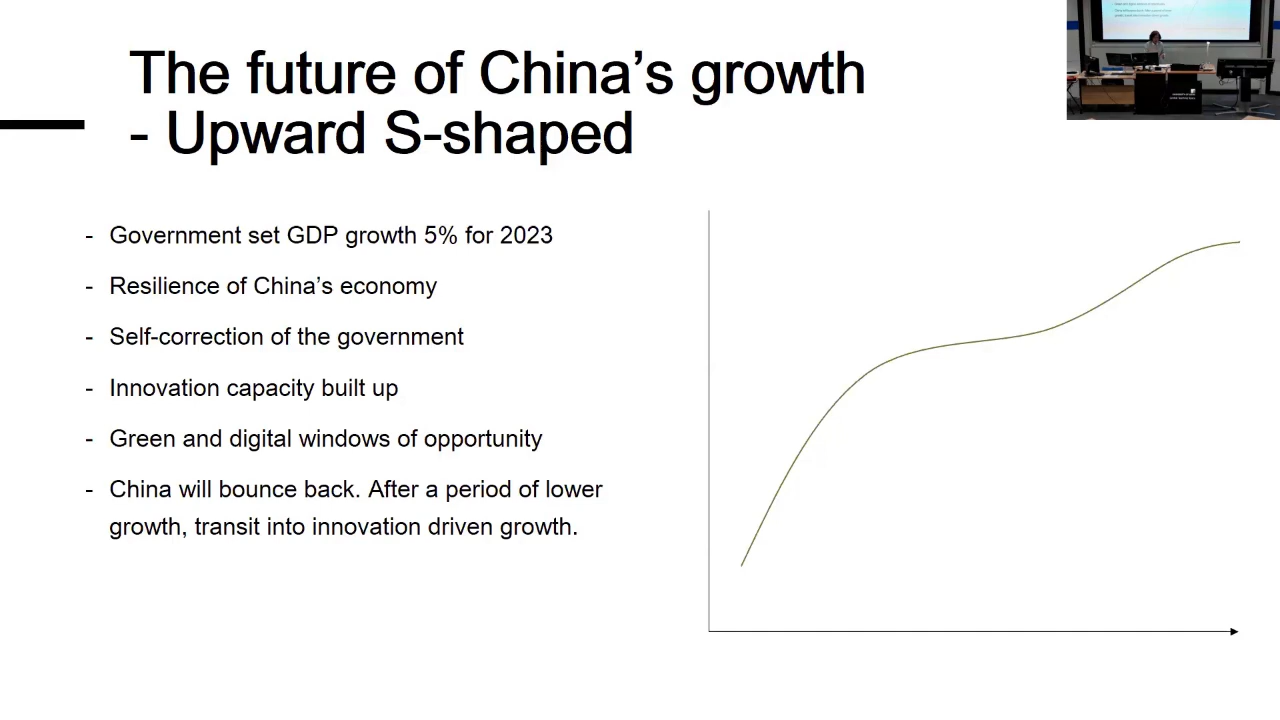 The future of China’s growth
- Upward S-shaped
- Government set GDP growth 5% for 2023
- Resilience of China’s economy
- Self-correction of the government
- Innovation capacity built up
- Green and digital windows of opportunity
- China will bounce back. After a period of lower
growth, transit into innovation driven growth.